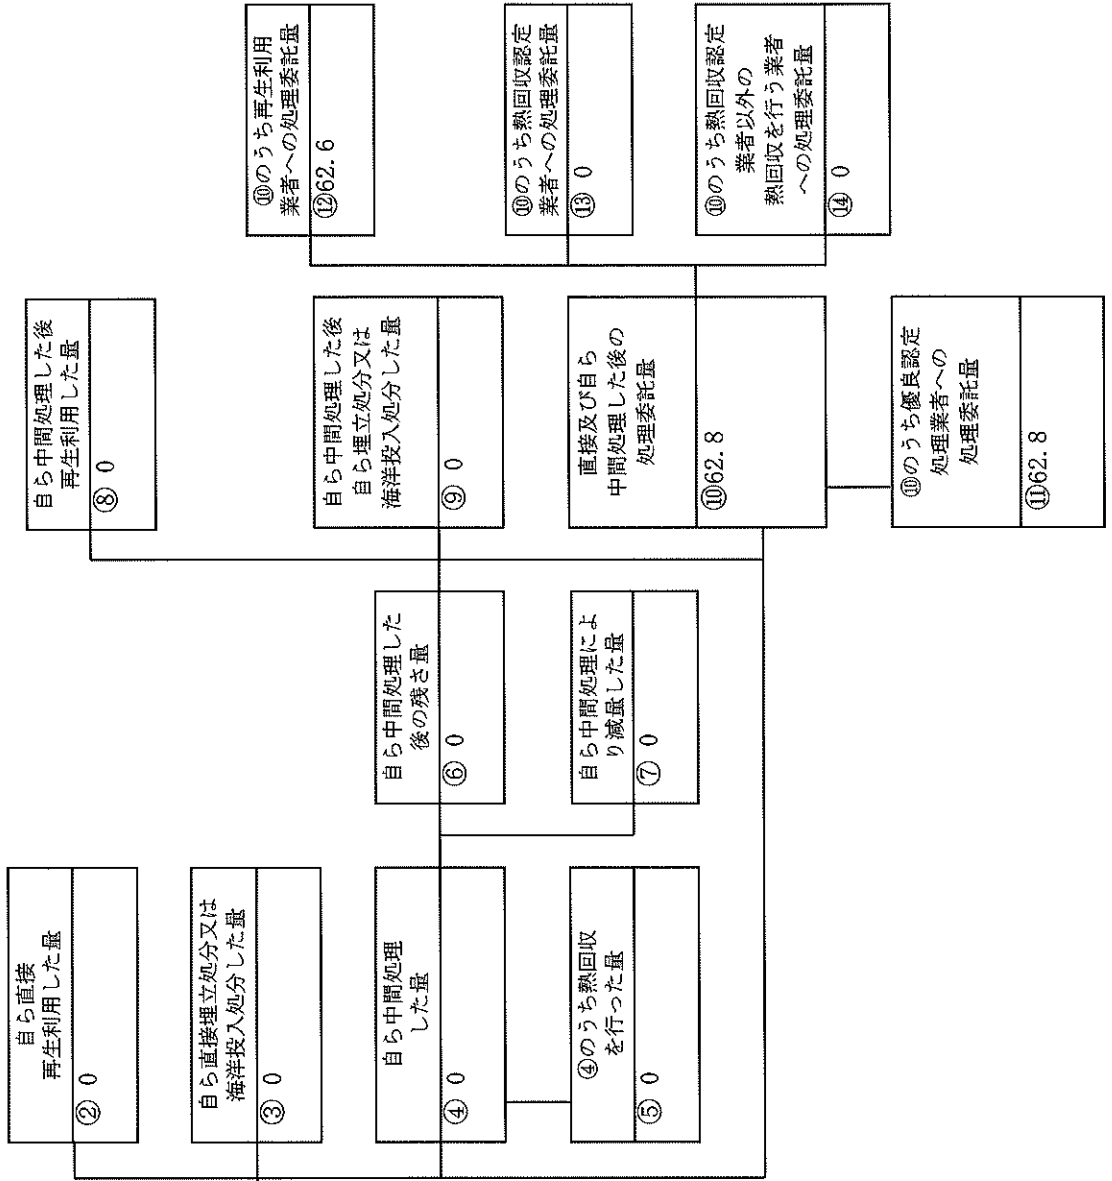 自ら直接
再生利用した量
② 0
自ら直接埋立処分又は
海洋投入処分した量
③ 0
自ら中間処理
した量
④ 0
④のうち熱回収
を行った量
⑤ 0
自ら中間処理した
後の残さ量
⑥ 0
自ら中間処理によ
り減量した量
⑦ 0
自ら中間処理した後
再生利用した量
⑧ 0
自ら中間処理した後
自ら埋立処分又は
海洋投入処分した量
⑨ 0
直接及び自ら
中間処理した後の
処理委託量
⑩62.8
⑩のうち優良認定
処理業者への
処理委託量
⑪62.8
⑩のうち再生利用
業者への処理委託量
⑫62.6
⑩のうち熱回収認定
業者への処理委託量
⑬ 0
⑩のうち熱回収認定
業者以外の
熱回収を行う業者
への処理委託量
⑭ 0